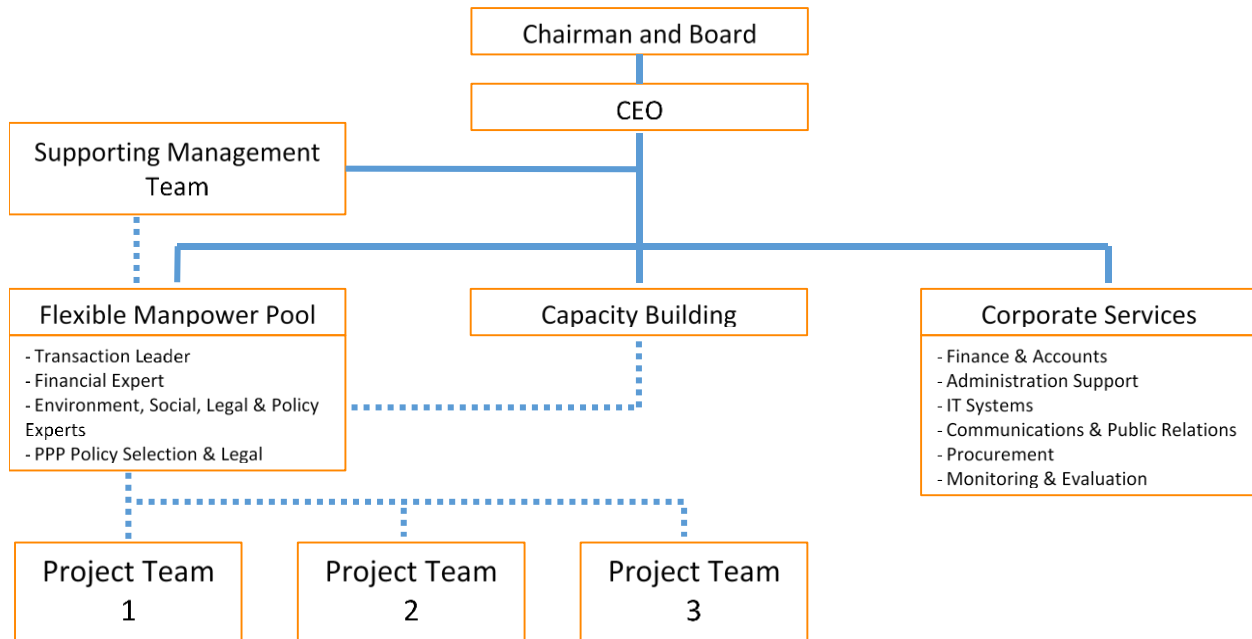 Chairman and Board
CEO
Supporting Management
Team
Flexible Manpower Pool
- Transaction Leader
- Financial Expert
- Environment, Social, Legal & Policy
Experts
- PPP Policy Selection & Legal
Capacity Building
Corporate Services
- Finance & Accounts
- Administration Support
- IT Systems
- Communications & Public Relations
- Procurement
- Monitoring & Evaluation
Project Team
1
Project Team
2
Project Team
3